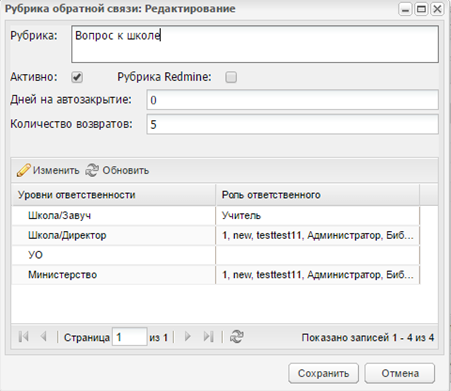 Рубрика обратной связи: Редактирование
Рубрика: Вопрос к школе
Активно: Рубрика Redmine:
Дней на автозакрытие: 0
Количество возвратов: 5
Изменить Обновить
Уровни ответственности Роль ответственного
Школа/Завуч Учитель
Школа/Директор 1, new, testtest11, Администратор, Биб...
УО
Министерство 1, new, testtest11, Администратор, Биб...
Страница 1 из 1 Показано записей 1 - 4 из 4
Сохранить Отмена